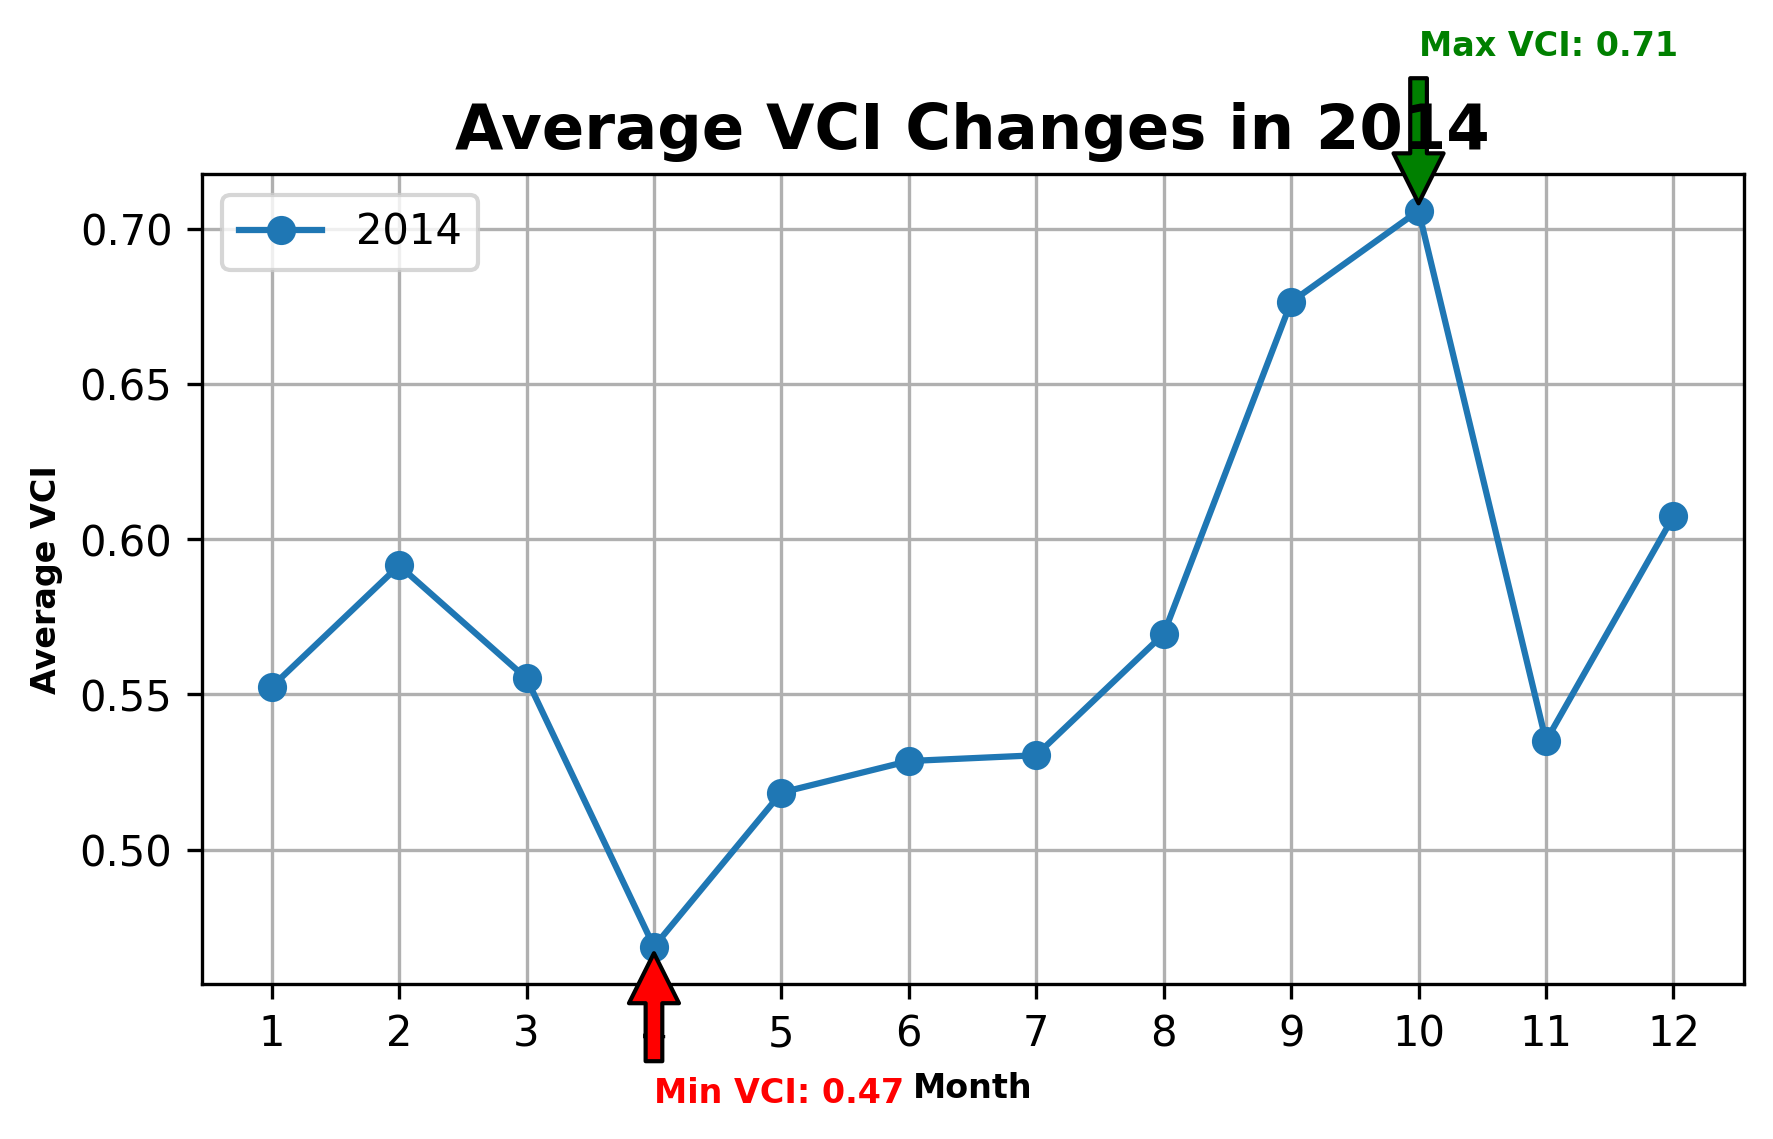 Max VCI: 0.71
Average VCI Changes in 2014
2014
0.70
0.65
0.60
0.55
0.50
Average VCI
1 2 3 5 6 7 8 9 10 11 12
Min VCI: 0.47
Month